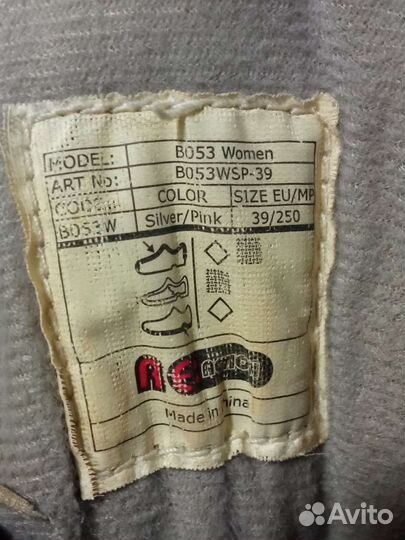 MODEL: B053 Women
ART No: B053WSP-39
CODE: COLOR SIZE EU/MP
B053W Silver/Pink 39/250
Made in China
Avito